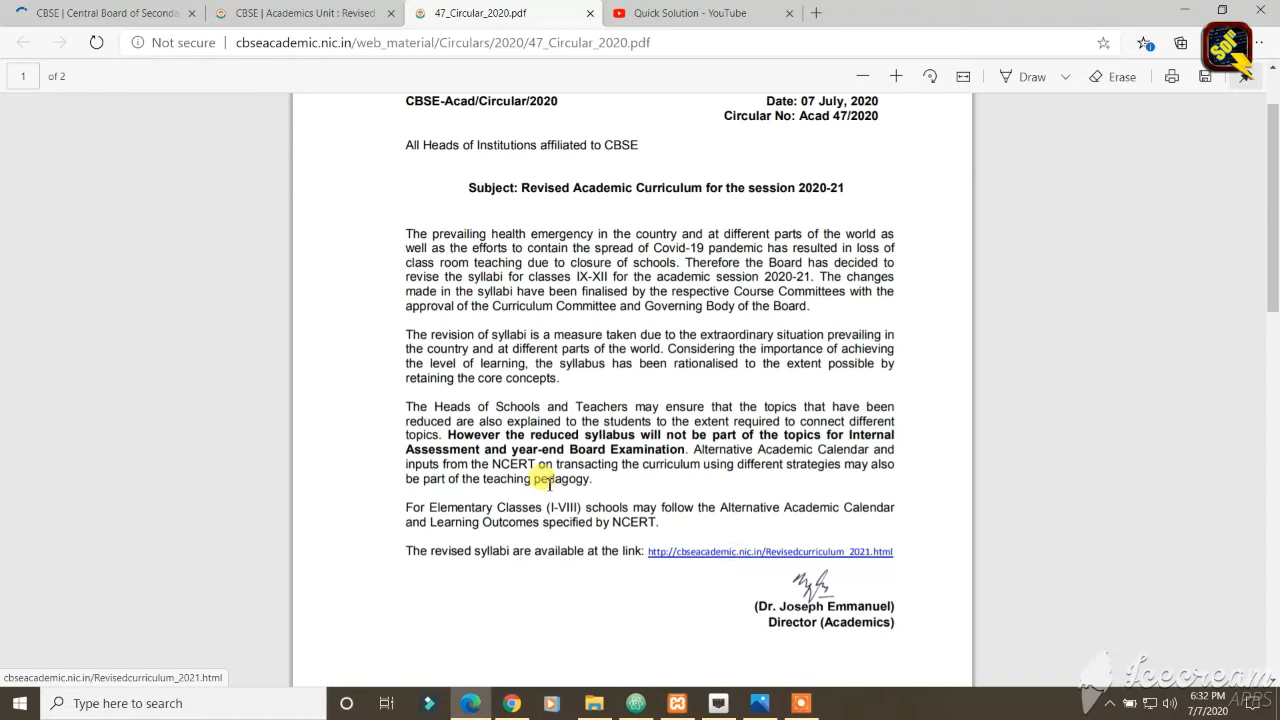 CBSE | Central Board of Seconda
CBSE | Academics Unit : Revised
47_Circular_2020.pdf
Quick Solution - YouTube
Not secure | cbseacademic.nic.in/web_material/Circulars/2020/47_Circular_2020.pdf
1 of 2
Draw
Erase
CBSE-Acad/Circular/2020
Date: 07 July, 2020
Circular No: Acad 47/2020
All Heads of Institutions affiliated to CBSE
Subject: Revised Academic Curriculum for the session 2020-21
The prevailing health emergency in the country and at different parts of the world as
well as the efforts to contain the spread of Covid-19 pandemic has resulted in loss of
class room teaching due to closure of schools. Therefore the Board has decided to
revise the syllabi for classes IX-XII for the academic session 2020-21. The changes
made in the syllabi have been finalised by the respective Course Committees with the
approval of the Curriculum Committee and Governing Body of the Board.
The revision of syllabi is a measure taken due to the extraordinary situation prevailing in
the country and at different parts of the world. Considering the importance of achieving
the level of learning, the syllabus has been rationalised to the extent possible by
retaining the core concepts.
The Heads of Schools and Teachers may ensure that the topics that have been
reduced are also explained to the students to the extent required to connect different
topics. However the reduced syllabus will not be part of the topics for Internal
Assessment and year-end Board Examination. Alternative Academic Calendar and
inputs from the NCERT on transacting the curriculum using different strategies may also
be part of the teaching pedagogy.
For Elementary Classes (I-VIII) schools may follow the Alternative Academic Calendar
and Learning Outcomes specified by NCERT.
The revised syllabi are available at the link: http://cbseacademic.nic.in/Revisedcurriculum_2021.html
(Dr. Joseph Emmanuel)
Director (Academics)
cbseacademic.nic.in/Revisedcurriculum_2021.html
Icecream
APPS
Type here to search
6:32 PM
7/7/2020